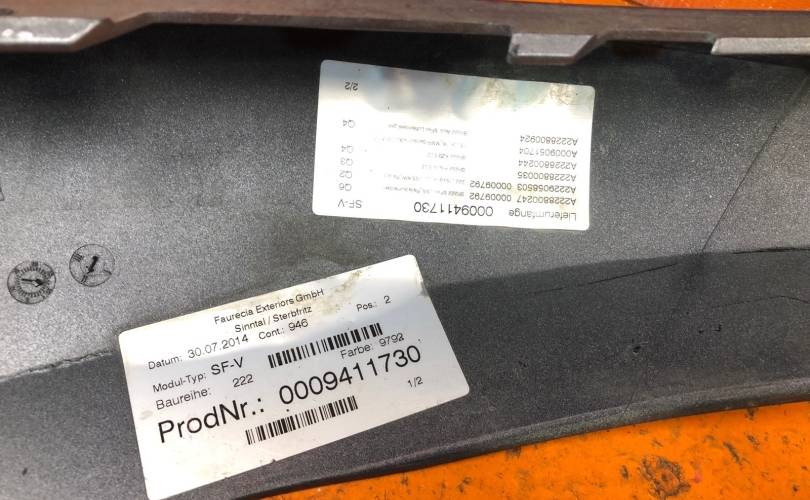 Faurecia Exteriors GmbH
Sinntal / Sterbfritz
Datum: 30.07.2014 Cont.: 946 Pos.: 2
Modul-Typ: SF-V
Baureihe: 222 Farbe: 9792
ProdNr.: 0009411730
1/2
Lieferumfänge 0009411730 SF-V
A2228800247 00009792 Q6
A2229058503 00009792 Q2
A2228800035 Q3
A2228800244 Q4
A0009051704
A2228800924 Q4
2/2